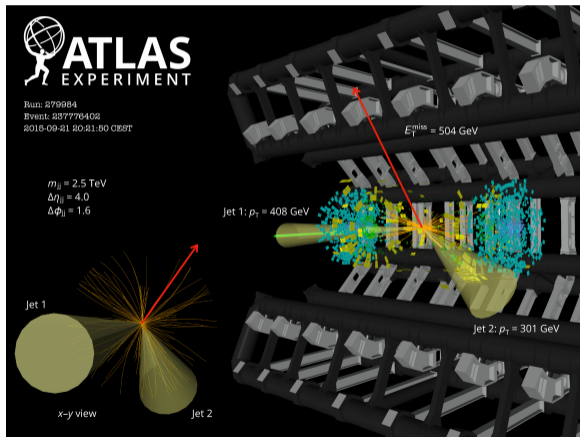 ATLAS
EXPERIMENT
Run: 279984
Event: 237776402
2015-09-21 20:21:50 CEST
m_jj = 2.5 TeV
Δη_jj = 4.0
Δϕ_jj = 1.6
E_T^miss = 504 GeV
Jet 1: p_T = 408 GeV
Jet 2: p_T = 301 GeV
Jet 1
Jet 2
x–y view